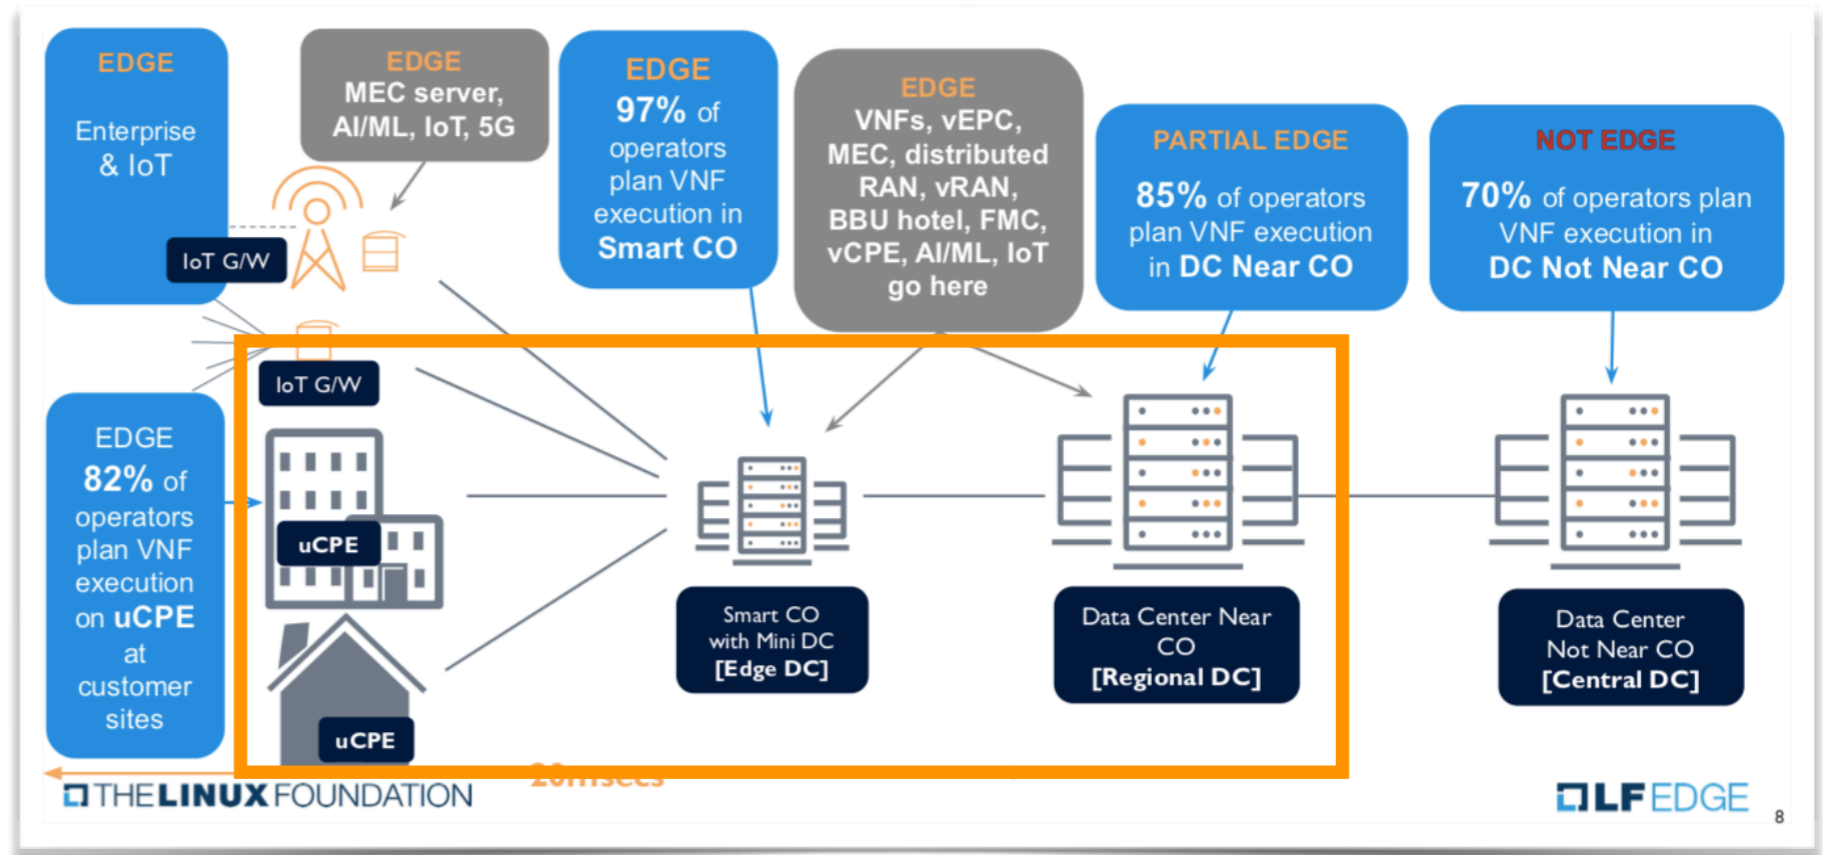 EDGE
Enterprise
& IoT
EDGE
MEC server,
AI/ML, IoT, 5G
EDGE
97% of
operators
plan VNF
execution in
Smart CO
EDGE
VNFs, vEPC,
MEC, distributed
RAN, vRAN,
BBU hotel, FMC,
vCPE, AI/ML, IoT
go here
PARTIAL EDGE
85% of operators
plan VNF execution
in DC Near CO
NOT EDGE
70% of operators plan
VNF execution in
DC Not Near CO
IoT G/W
IoT G/W
EDGE
82% of
operators
plan VNF
execution
on uCPE
at
customer
sites
uCPE
uCPE
Smart CO
with Mini DC
[Edge DC]
Data Center Near
CO
[Regional DC]
Data Center
Not Near CO
[Central DC]
20msecs
THE LINUX FOUNDATION
LF EDGE
8